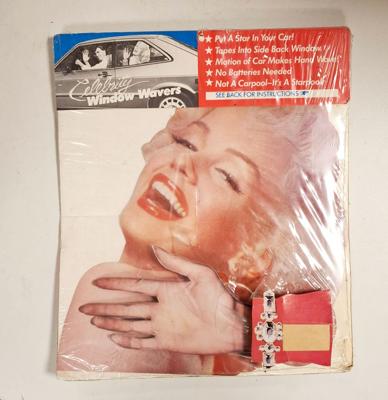 Celebrity
Window Wavers
★ Put A Star In Your Car!
★ Tapes Into Side Back Window
★ Motion of Car Makes Hand Wave!
★ No Batteries Needed
★ Not A Carpool-It's A Starpool!
SEE BACK FOR INSTRUCTIONS